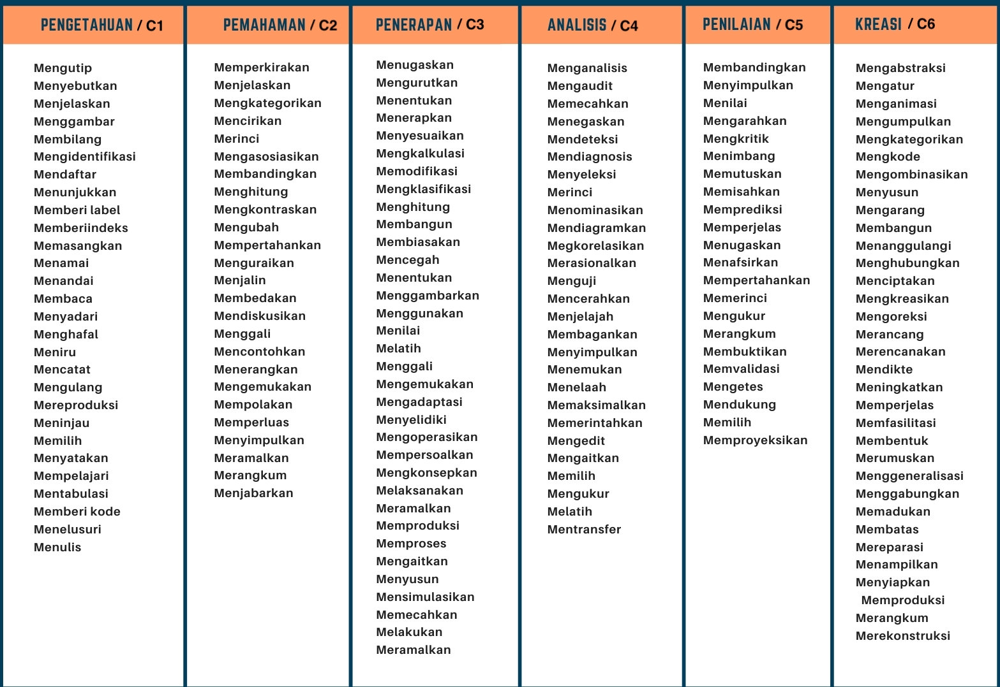 PENGETAHUAN / C1
Mengutip
Menyebutkan
Menjelaskan
Menggambar
Membilang
Mengidentifikasi
Mendaftar
Menunjukkan
Memberi label
Memberiindeks
Memasangkan
Menamai
Menandai
Membaca
Menyadari
Menghafal
Meniru
Mencatat
Mengulang
Mereproduksi
Meninjau
Memilih
Menyatakan
Mempelajari
Mentabulasi
Memberi kode
Menelusuri
Menulis
PEMAHAMAN / C2
Memperkirakan
Menjelaskan
Mengkategorikan
Mencirikan
Merinci
Mengasosiasikan
Membandingkan
Menghitung
Mengkontraskan
Mengubah
Mempertahankan
Menguraikan
Menjalin
Membedakan
Mendiskusikan
Menggali
Mencontohkan
Menerangkan
Mengemukakan
Mempolakan
Memperluas
Menyimpulkan
Meramalkan
Merangkum
Menjabarkan
PENERAPAN / C3
Menugaskan
Mengurutkan
Menentukan
Menerapkan
Menyesuaikan
Mengkalkulasi
Memodifikasi
Mengklasifikasi
Menghitung
Membangun
Membiasakan
Mencegah
Menentukan
Menggambarkan
Menggunakan
Menilai
Melatih
Menggali
Mengemukakan
Mengadaptasi
Menyelidiki
Mengoperasikan
Mempersoalkan
Mengkonsepkan
Melaksanakan
Meramalkan
Memproduksi
Memproses
Mengaitkan
Menyusun
Mensimulasikan
Memecahkan
Melakukan
Meramalkan
ANALISIS / C4
Menganalisis
Mengaudit
Memecahkan
Menegaskan
Mendeteksi
Mendiagnosis
Menyeleksi
Merinci
Menominasikan
Mendiagramkan
Megkorelasikan
Merasionalkan
Menguji
Mencerahkan
Menjelajah
Membagankan
Menyimpulkan
Menemukan
Menelaah
Memaksimalkan
Memerintahkan
Mengedit
Mengaitkan
Memilih
Mengukur
Melatih
Mentransfer
PENILAIAN / C5
Membandingkan
Menyimpulkan
Menilai
Mengarahkan
Mengkritik
Menimbang
Memutuskan
Memisahkan
Memprediksi
Memperjelas
Menugaskan
Menafsirkan
Mempertahankan
Memerinci
Mengukur
Merangkum
Membuktikan
Memvalidasi
Mengetes
Mendukung
Memilih
Memproyeksikan
KREASI / C6
Mengabstraksi
Mengatur
Menganimasi
Mengumpulkan
Mengkategorikan
Mengkode
Mengombinasikan
Menyusun
Mengarang
Membangun
Menanggulangi
Menghubungkan
Menciptakan
Mengkreasikan
Mengoreksi
Merancang
Merencanakan
Mendikte
Meningkatkan
Memperjelas
Memfasilitasi
Membentuk
Merumuskan
Menggeneralisasi
Menggabungkan
Memadukan
Membatas
Mereparasi
Menampilkan
Menyiapkan
Memproduksi
Merangkum
Merekonstruksi